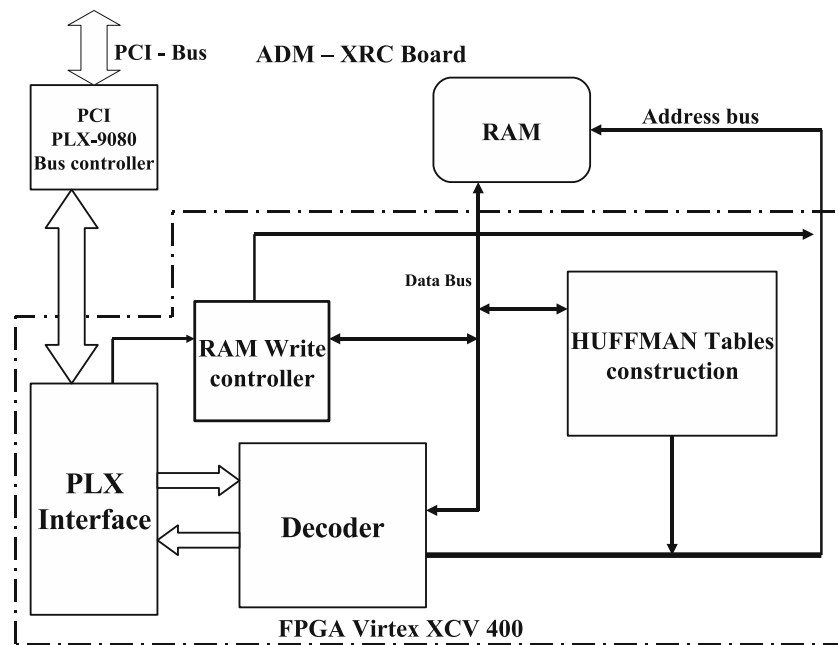 PCI - Bus
ADM – XRC Board
PCI
PLX-9080
Bus controller
RAM
Address bus
Data Bus
RAM Write
controller
HUFFMAN Tables
construction
PLX
Interface
Decoder
FPGA Virtex XCV 400